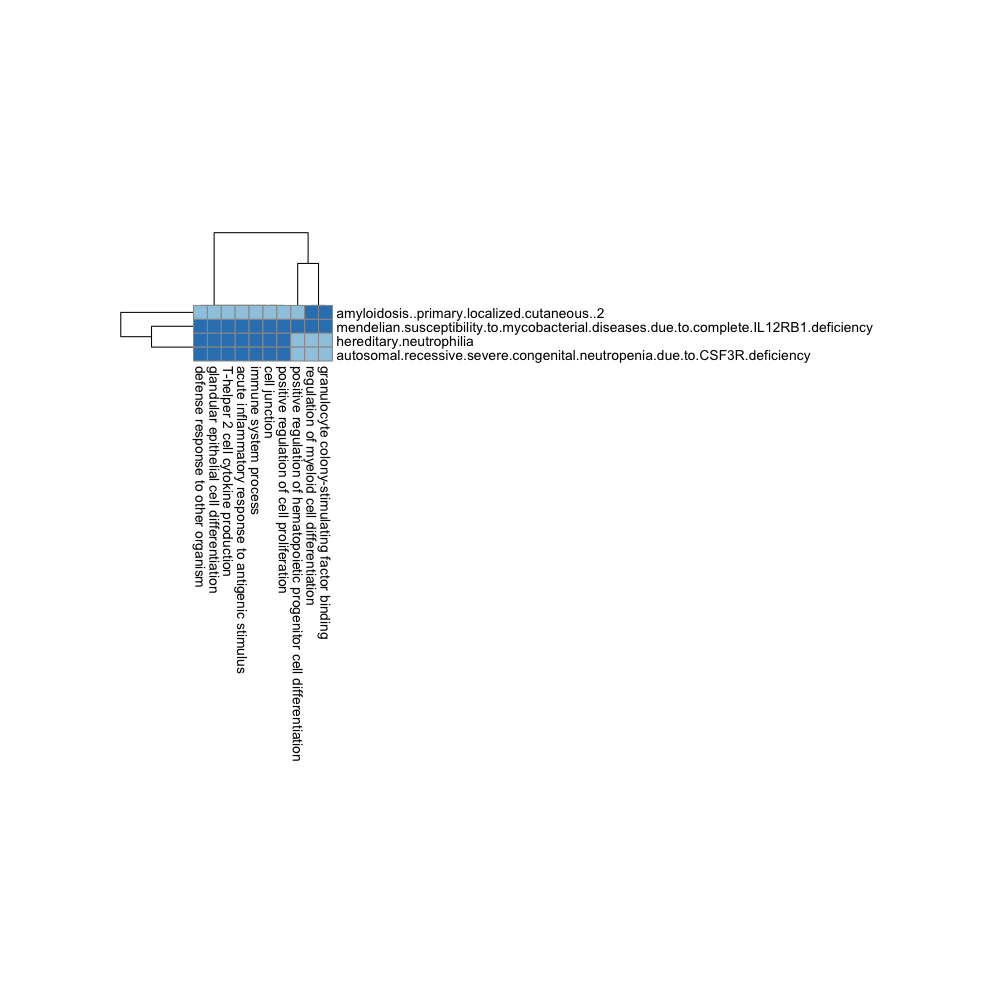 amyloidosis..primary.localized.cutaneous..2
mendelian.susceptibility.to.mycobacterial.diseases.due.to.complete.IL12RB1.deficiency
hereditary.neutrophilia
autosomal.recessive.severe.congenital.neutropenia.due.to.CSF3R.deficiency
defense response to other organism
glandular epithelial cell differentiation
T-helper 2 cell cytokine production
acute inflammatory response to antigenic stimulus
immune system process
cell junction
positive regulation of cell proliferation
positive regulation of hematopoietic progenitor cell differentiation
regulation of myeloid cell differentiation
granulocyte colony-stimulating factor binding